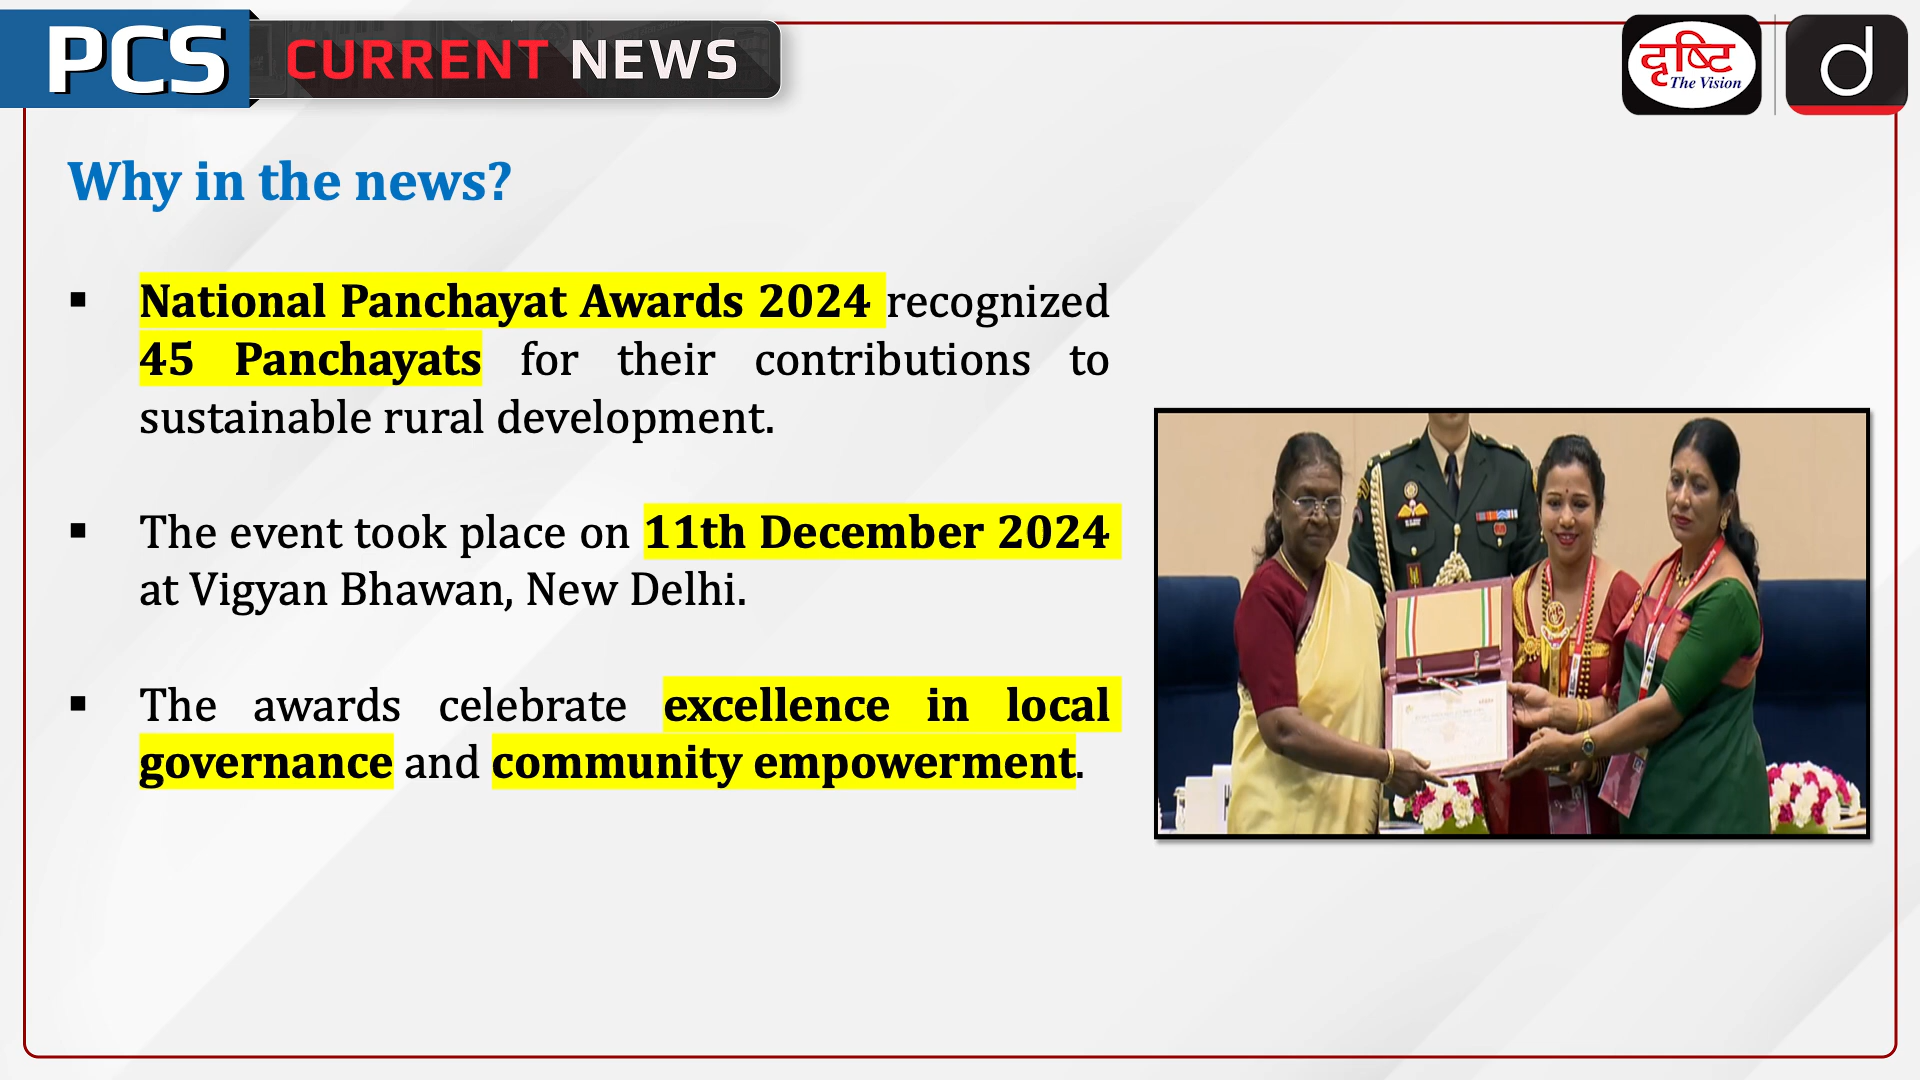 PCS CURRENT NEWS
दृष्टि
The Vision
d
Why in the news?
▪ National Panchayat Awards 2024 recognized
45 Panchayats for their contributions to
sustainable rural development.
▪ The event took place on 11th December 2024
at Vigyan Bhawan, New Delhi.
▪ The awards celebrate excellence in local
governance and community empowerment.